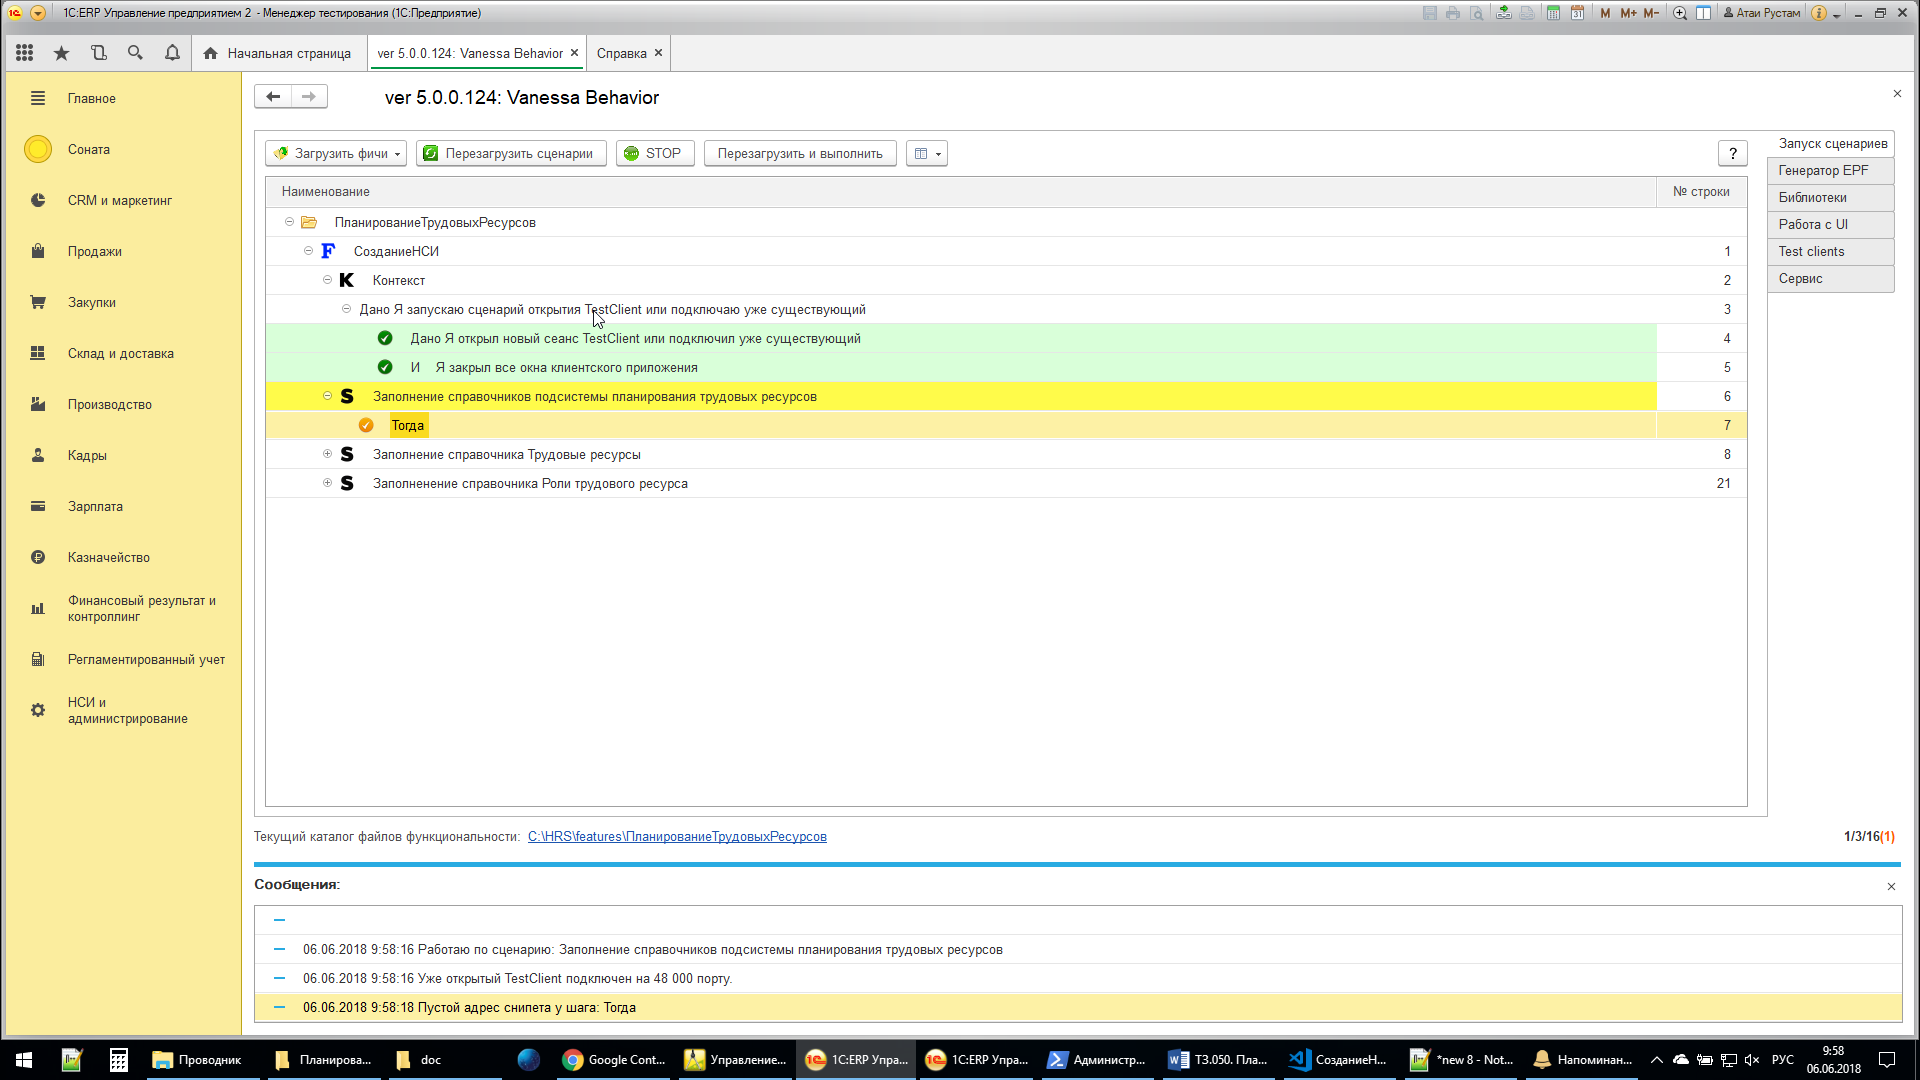 1С:ERP Управление предприятием 2 - Менеджер тестирования (1С:Предприятие)
M M+ M- Атаи Рустам
Начальная страница
ver 5.0.0.124: Vanessa Behavior
Справка
Главное
Соната
CRM и маркетинг
Продажи
Закупки
Склад и доставка
Производство
Кадры
Зарплата
Казначейство
Финансовый результат и
контроллинг
Регламентированный учет
НСИ и
администрирование
ver 5.0.0.124: Vanessa Behavior
Загрузить фичи
Перезагрузить сценарии
STOP
Перезагрузить и выполнить
?
Запуск сценариев
Генератор EPF
Библиотеки
Работа с UI
Test clients
Сервис
Наименование № строки
ПланированиеТрудовыхРесурсов
F СозданиеНСИ 1
K Контекст 2
Дано Я запускаю сценарий открытия TestClient или подключаю уже существующий 3
Дано Я открыл новый сеанс TestClient или подключил уже существующий 4
И Я закрыл все окна клиентского приложения 5
S Заполнение справочников подсистемы планирования трудовых ресурсов 6
Тогда 7
S Заполнение справочника Трудовые ресурсы 8
S Заполненение справочника Роли трудового ресурса 21
Текущий каталог файлов функциональности: C:\HRS\features\ПланированиеТрудовыхРесурсов 1/3/16(1)
Сообщения:
06.06.2018 9:58:16 Работаю по сценарию: Заполнение справочников подсистемы планирования трудовых ресурсов
06.06.2018 9:58:16 Уже открытый TestClient подключен на 48 000 порту.
06.06.2018 9:58:18 Пустой адрес снипета у шага: Тогда
Проводник
Планирова...
doc
Google Cont...
Управление...
1С:ERP Упра...
1С:ERP Упра...
Администр...
ТЗ.050. Пла...
СозданиеН...
*new 8 - Not...
Напоминан...
РУС
9:58
06.06.2018